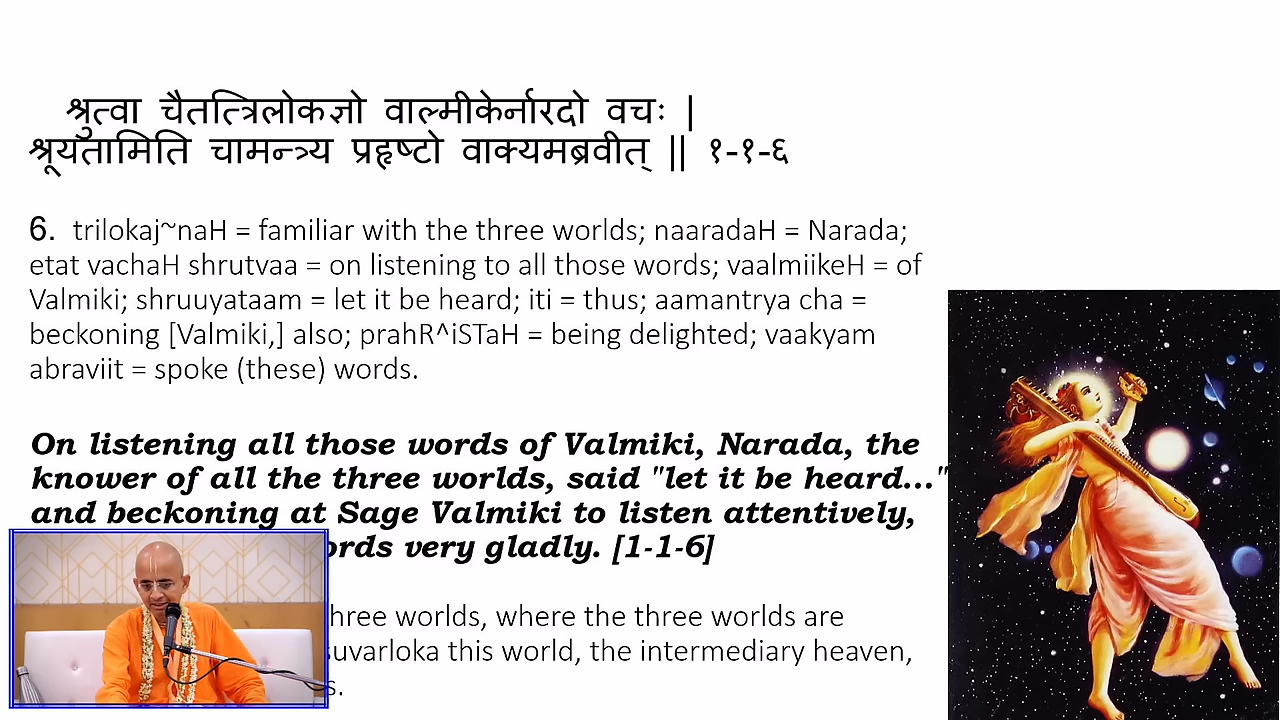 श्रुत्वा चैतत्त्रिलोकज्ञो वाल्मीकेर्नारदो वचः |
श्रूयतामिति चामन्त्र्य प्रहृष्टो वाक्यमब्रवीत् || १-१-६
6. trilokaj~naH = familiar with the three worlds; naaradaH = Narada;
etat vachaH shrutvaa = on listening to all those words; vaalmiikeH = of
Valmiki; shruuyataam = let it be heard; iti = thus; aamantrya cha =
beckoning [Valmiki,] also; prahR^iSTaH = being delighted; vaakyam
abraviit = spoke (these) words.
On listening all those words of Valmiki, Narada, the
knower of all the three worlds, said "let it be heard..."
and beckoning at Sage Valmiki to listen attentively,
very gladly. [1-1-6]
three worlds, where the three worlds are
suvarloka this world, the intermediary heaven,